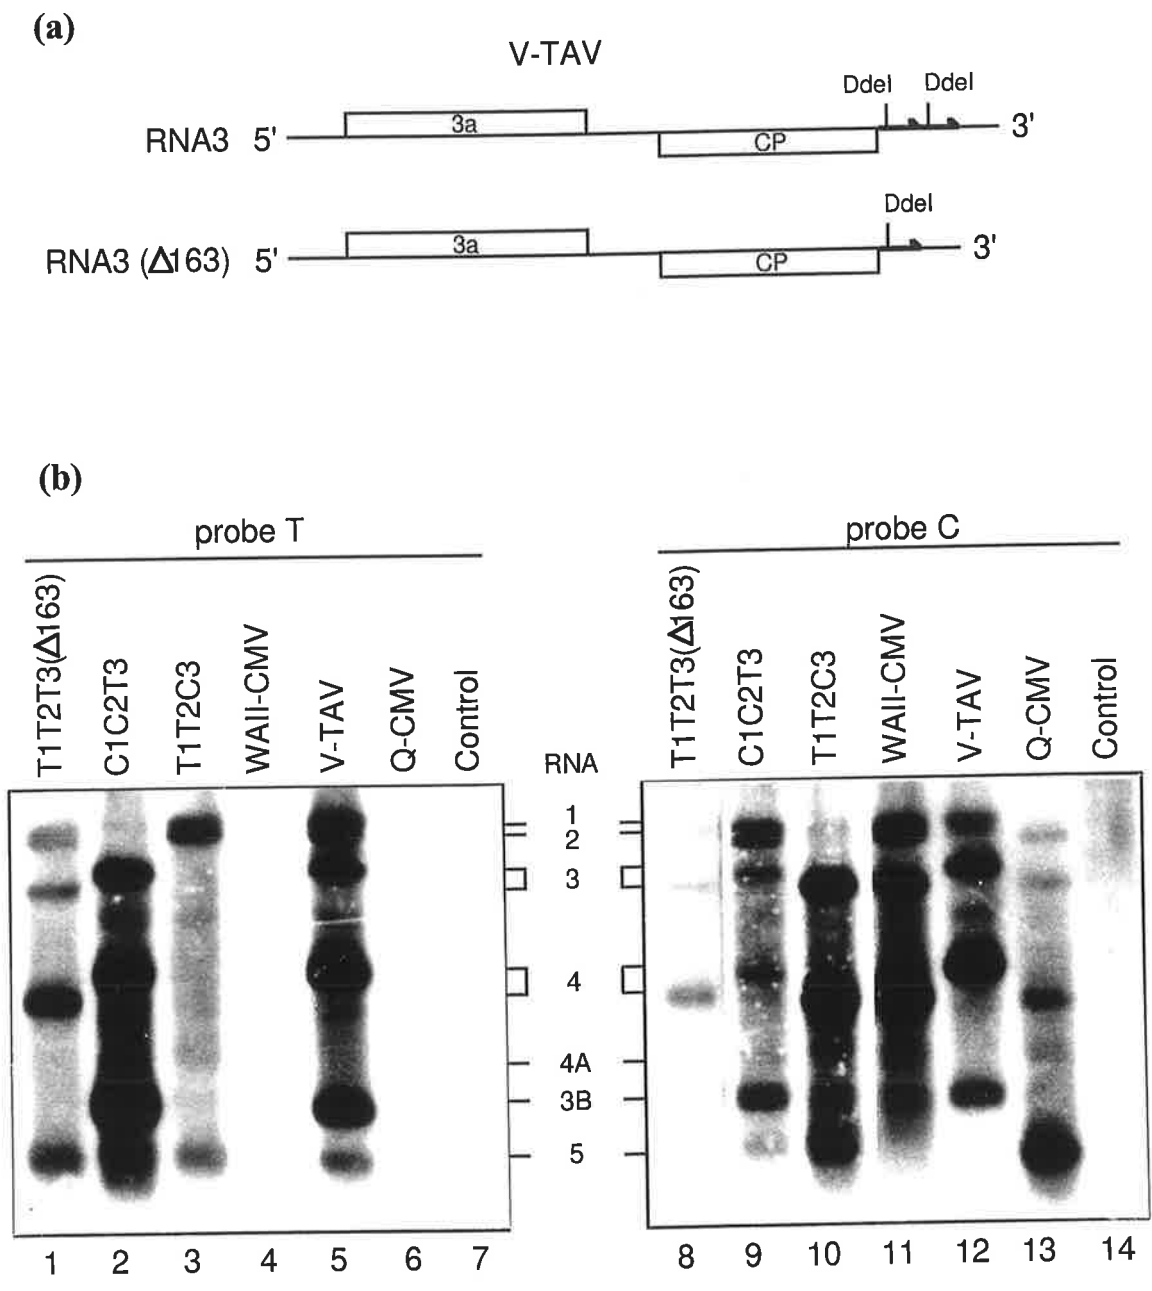 (a)
V-TAV
DdeI DdeI
RNA3 5' 3a CP 3'
DdeI
RNA3 (Δ163) 5' 3a CP 3'
(b)
probe T
probe C
T1T2T3(Δ163) C1C2T3 T1T2C3 WAII-CMV V-TAV Q-CMV Control
T1T2T3(Δ163) C1C2T3 T1T2C3 WAII-CMV V-TAV Q-CMV Control
RNA
1
2
3
4
4A
3B
5
1 2 3 4 5 6 7
8 9 10 11 12 13 14